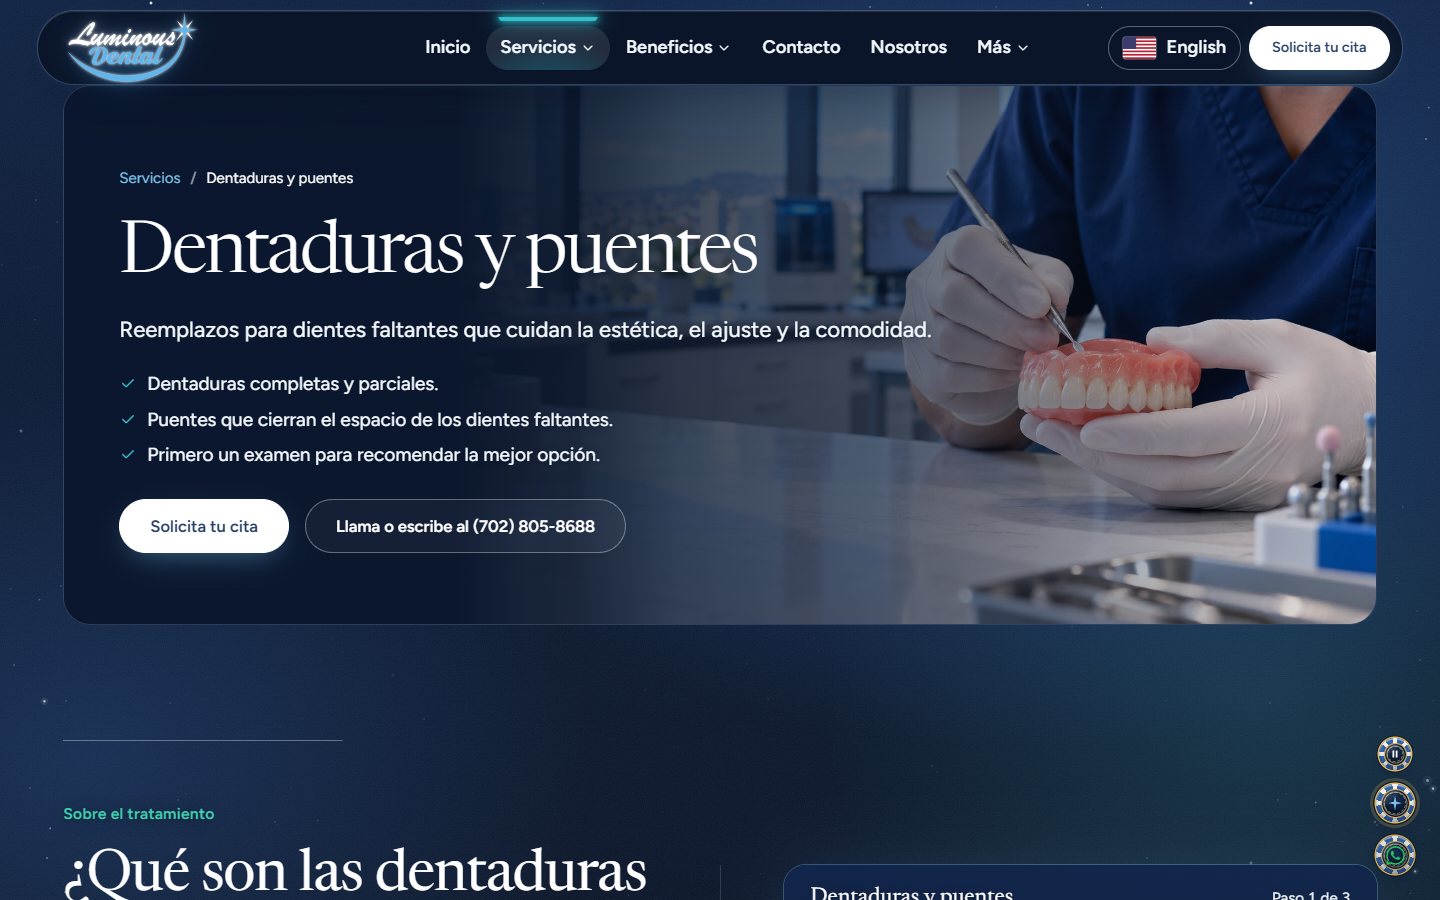 Luminous
Dental
Inicio
Servicios
Beneficios
Contacto
Nosotros
Más
English
Solicita tu cita
Servicios / Dentaduras y puentes
Dentaduras y puentes
Reemplazos para dientes faltantes que cuidan la estética, el ajuste y la comodidad.
Dentaduras completas y parciales.
Puentes que cierran el espacio de los dientes faltantes.
Primero un examen para recomendar la mejor opción.
Solicita tu cita
Llama o escribe al (702) 805-8688
Sobre el tratamiento
¿Qué son las dentaduras
Dentaduras y puentes
Paso 1 de 3